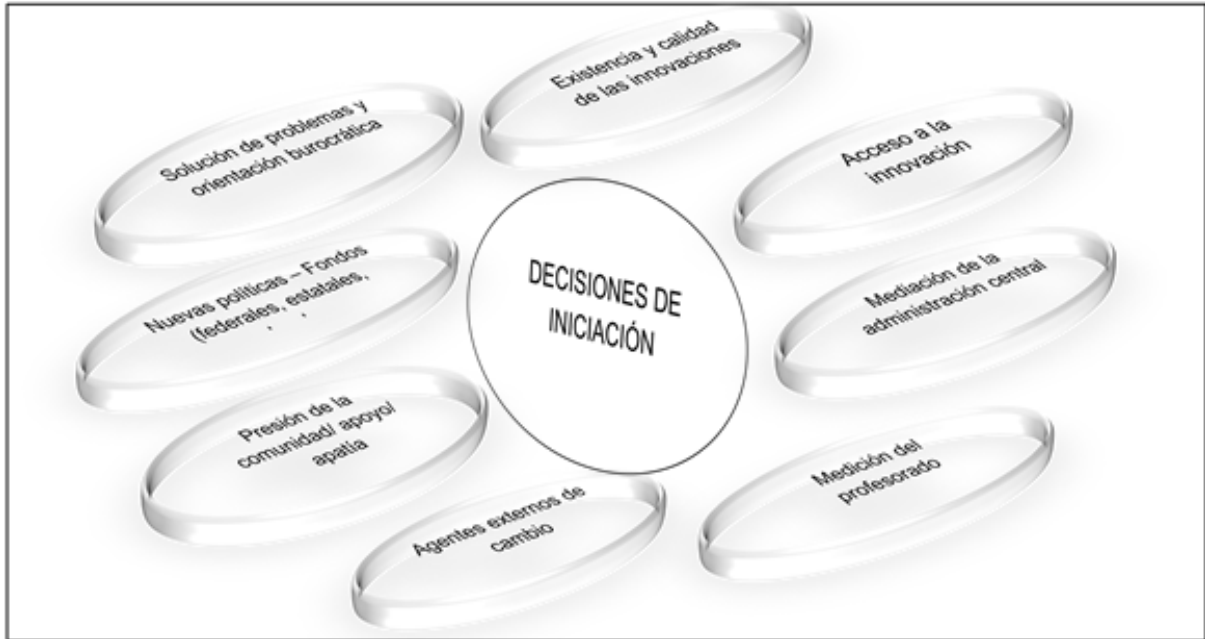 Existencia y calidad
de las innovaciones
Acceso a la
innovación
Mediación de la
administración central
Medición del
profesorado
Agentes externos de
cambio
Presión de la
comunidad/ apoyo/
apatía
Nuevas políticas – Fondos
(federales, estatales,
Solución de problemas y
orientación burocrática
DECISIONES DE
INICIACIÓN